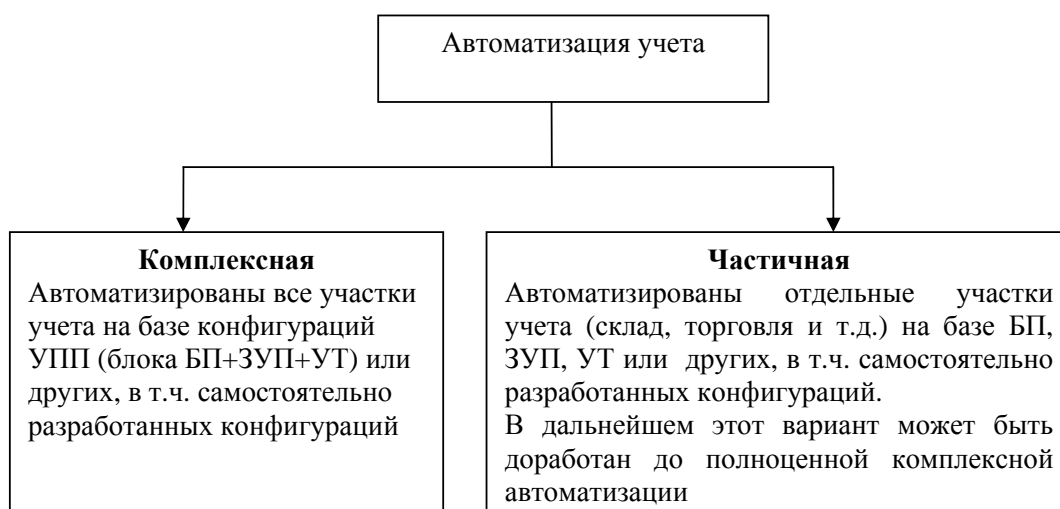 Автоматизация учета
Комплексная
Автоматизированы все участки
учета на базе конфигураций
УПП (блока БП+ЗУП+УТ) или
других, в т.ч. самостоятельно
разработанных конфигураций
Частичная
Автоматизированы отдельные участки
учета (склад, торговля и т.д.) на базе БП,
ЗУП, УТ или других, в т.ч. самостоятельно
разработанных конфигураций.
В дальнейшем этот вариант может быть
доработан до полноценной комплексной
автоматизации